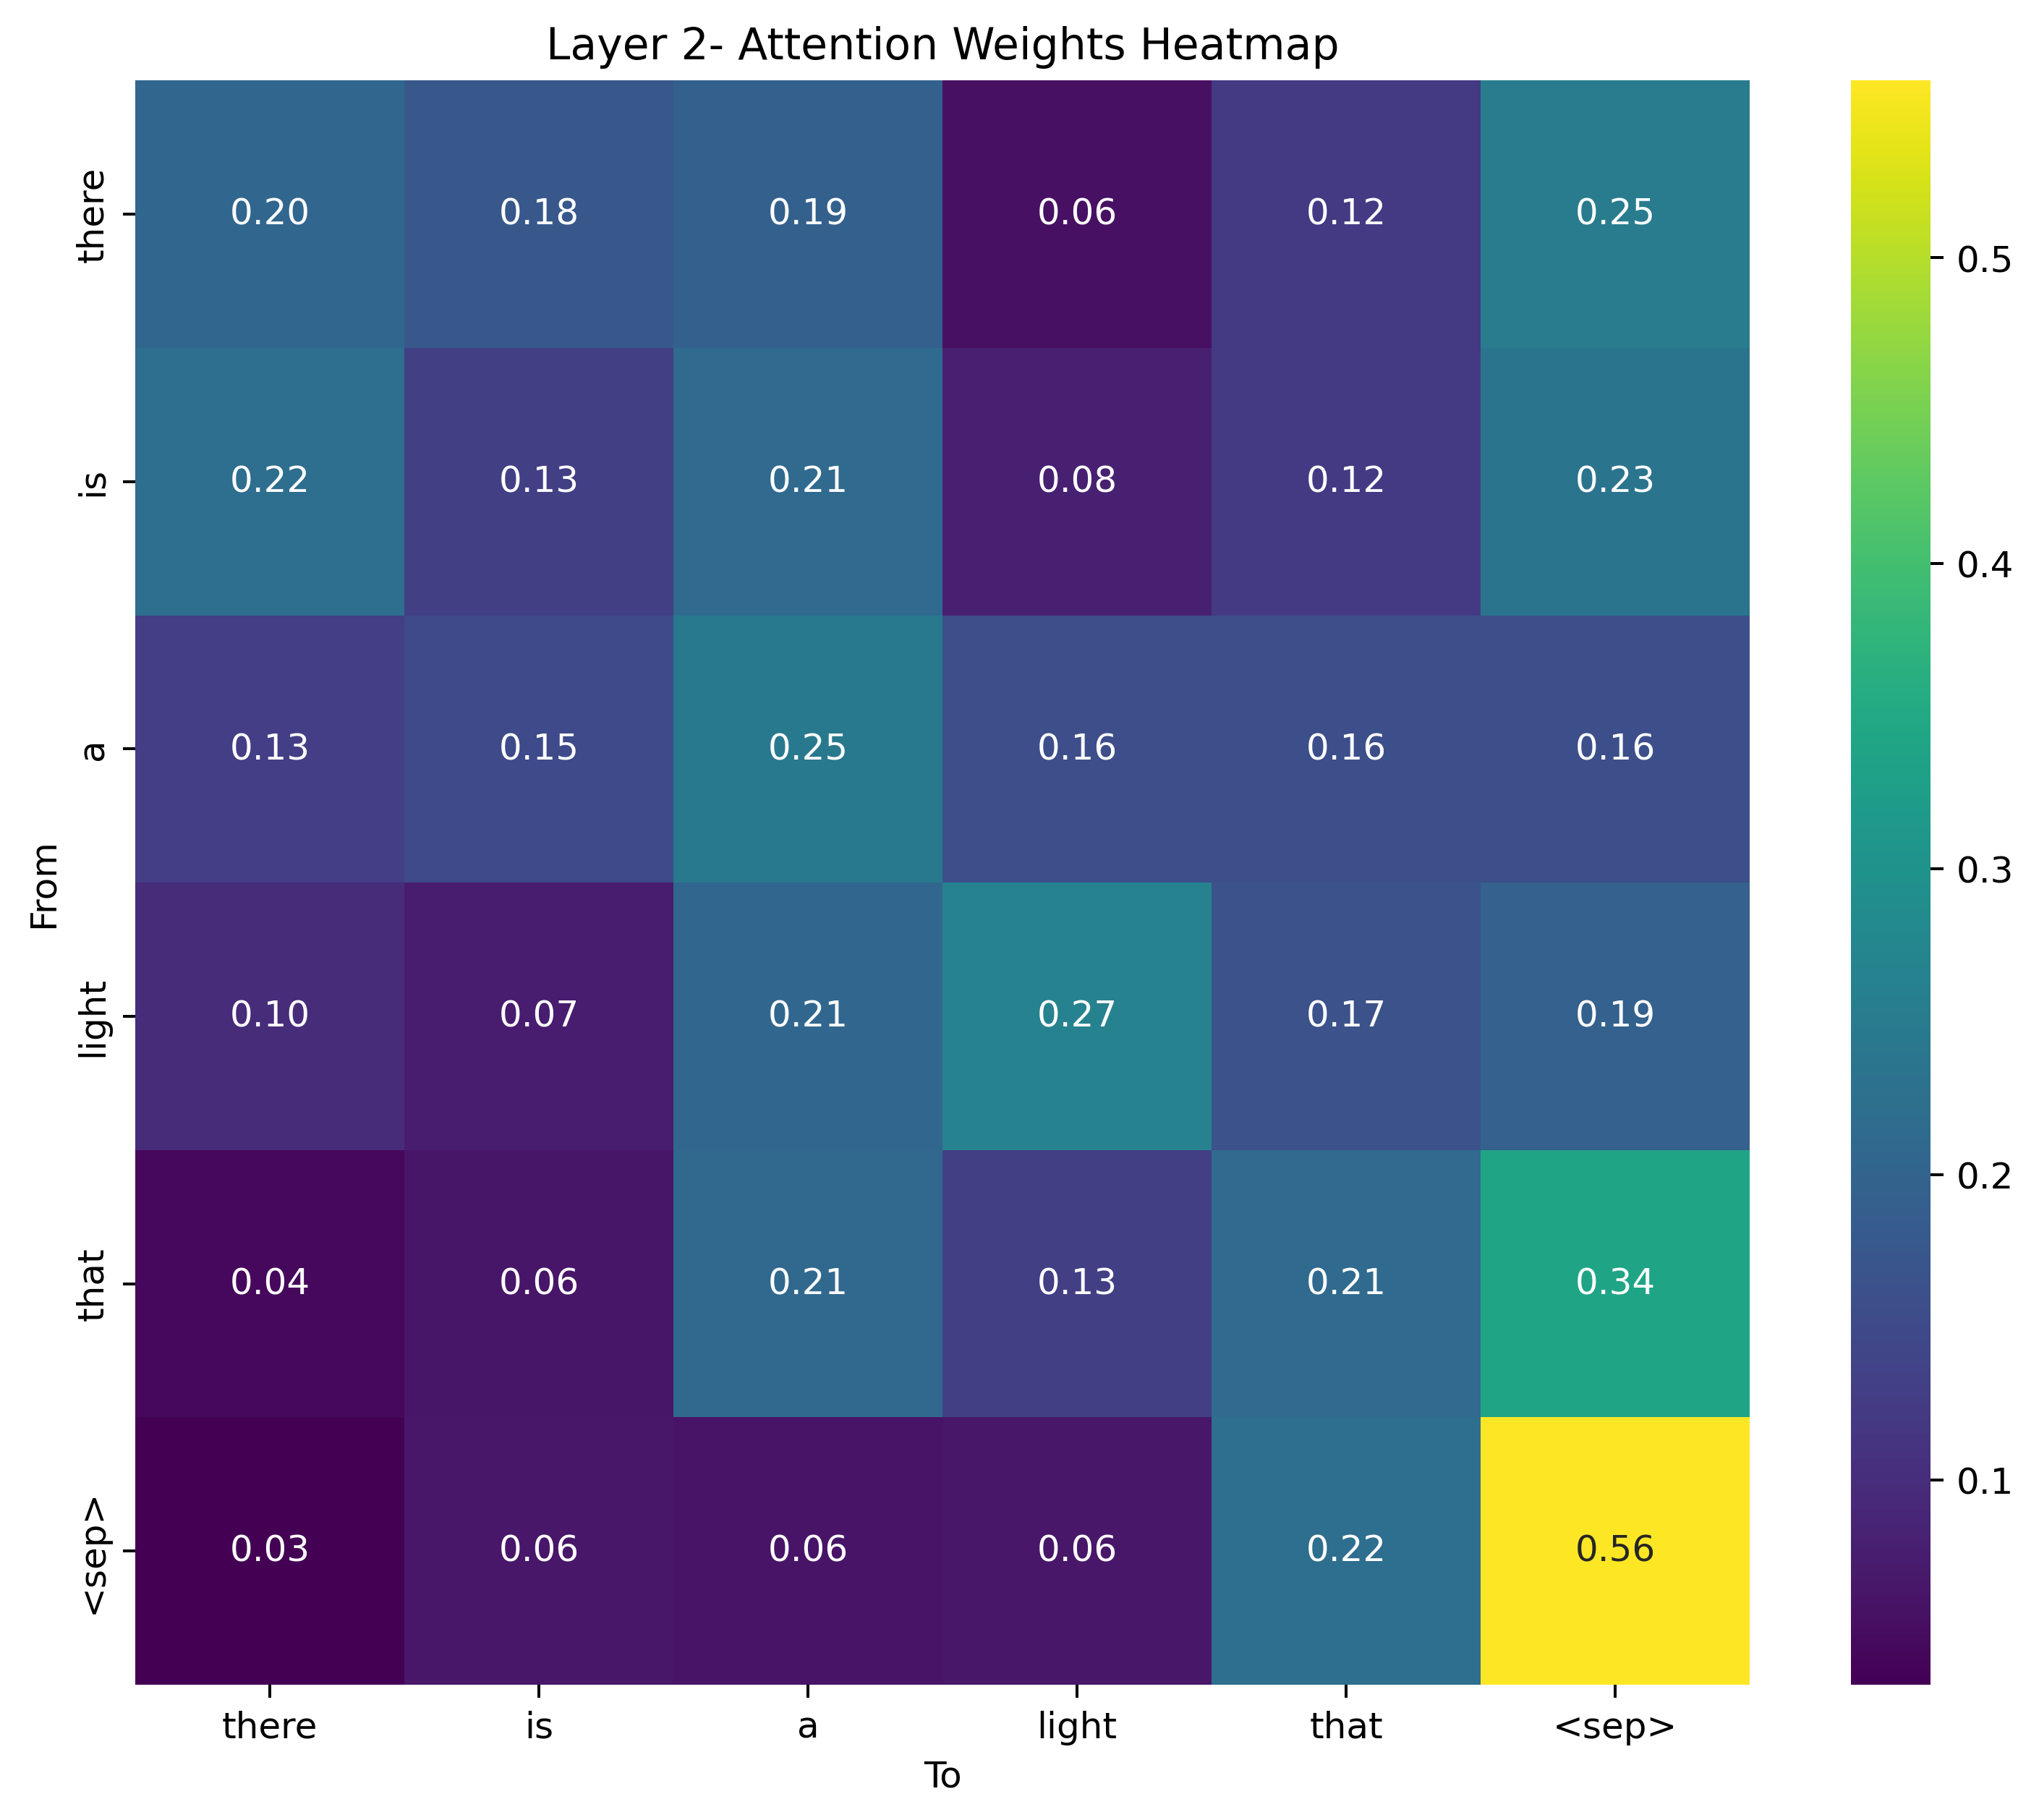 Layer 2- Attention Weights Heatmap
there 0.20 0.18 0.19 0.06 0.12 0.25
is 0.22 0.13 0.21 0.08 0.12 0.23
a 0.13 0.15 0.25 0.16 0.16 0.16
light 0.10 0.07 0.21 0.27 0.17 0.19
that 0.04 0.06 0.21 0.13 0.21 0.34
<sep> 0.03 0.06 0.06 0.06 0.22 0.56
From
there is a light that <sep>
To
0.5
0.4
0.3
0.2
0.1